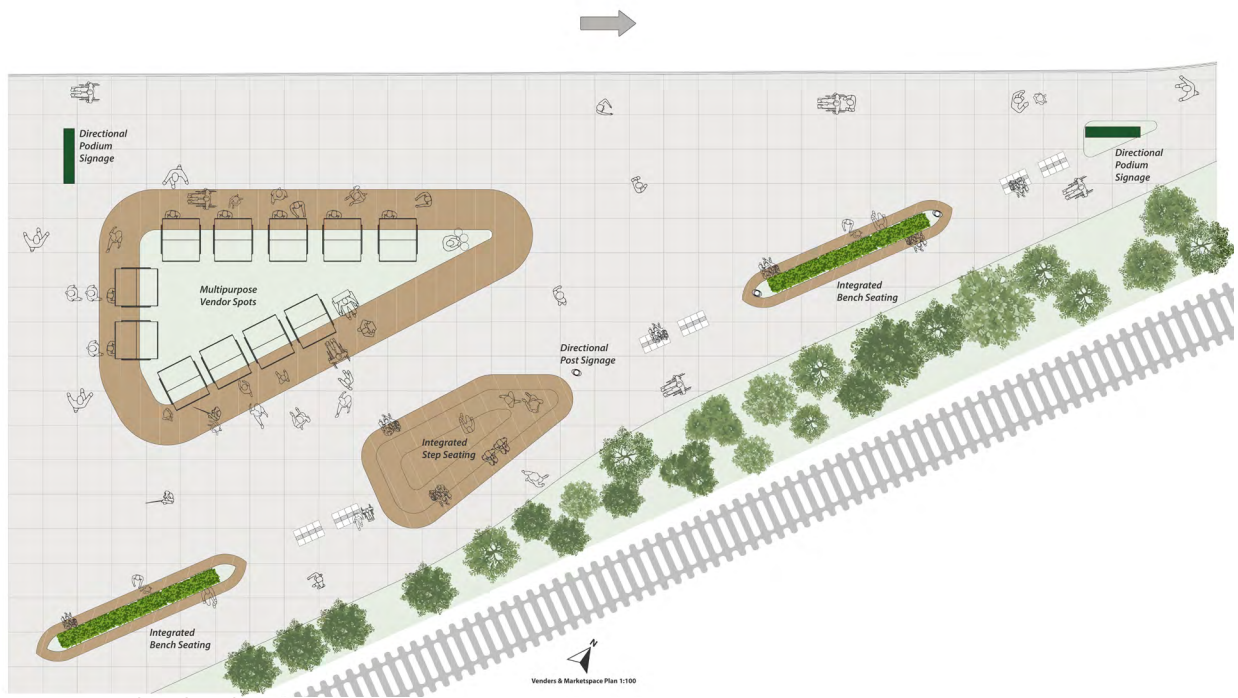 Directional
Podium
Signage
Directional
Podium
Signage
Multipurpose
Vendor Spots
Integrated
Bench Seating
Directional
Post Signage
Integrated
Step Seating
Integrated
Bench Seating
N
Venders & Marketspace Plan 1:100